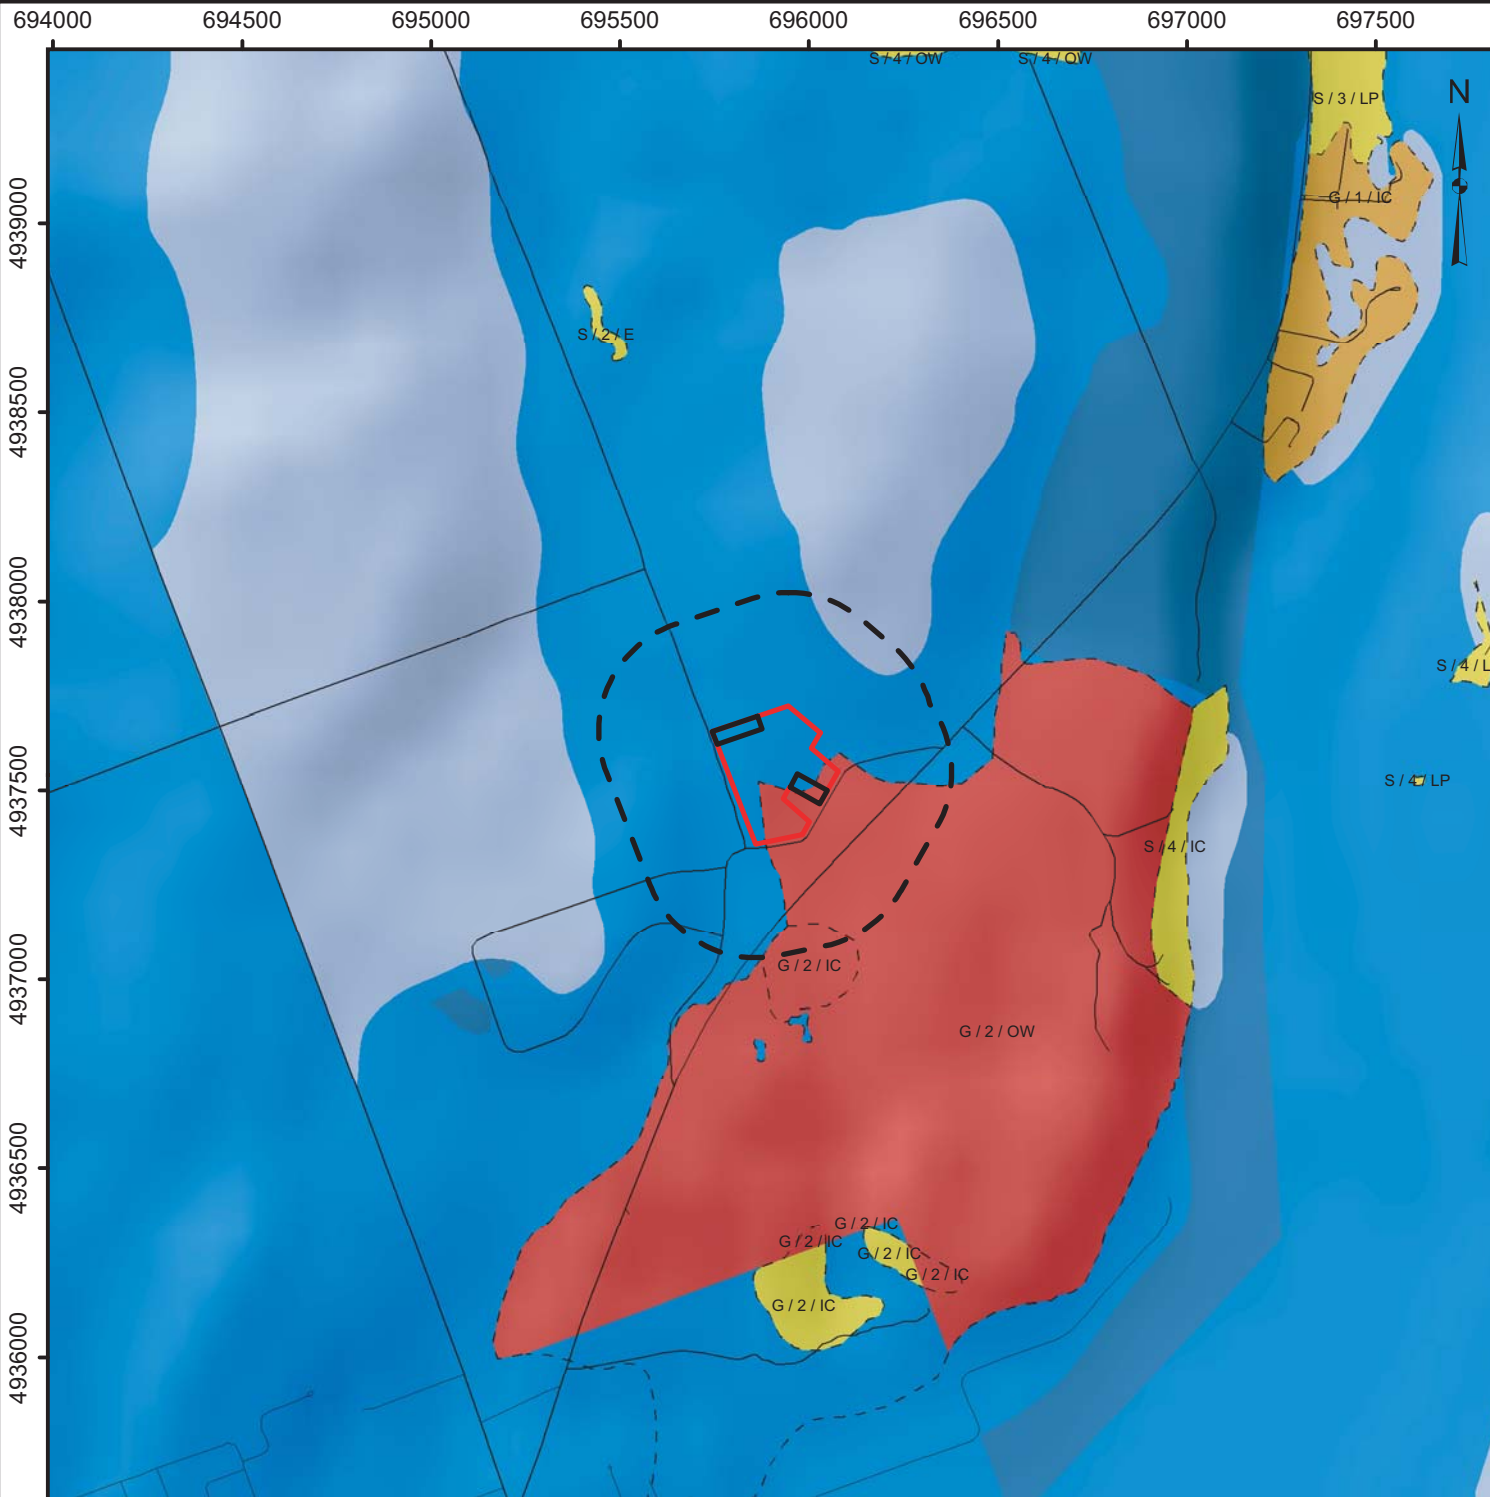 694000 694500 695000 695500 696000 696500 697000 697500
S / 4 / OW
S / 4 / OW
N
S / 3 / LP
G / 1 / IC
4939000
S / 2 / E
4938500
4938000
S / 4 / L
4937500
S / 4 / LP
S / 4 / IC
4937000
G / 2 / IC
G / 2 / OW
4936500
G / 2 / IC
G / 2 / IC
G / 2 / IC
G / 2 / IC
G / 2 / IC
4936000